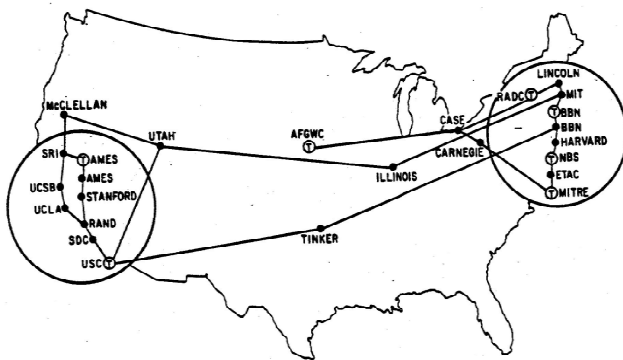 LINCOLN
RADC T
MIT
McCLELLAN
T BBN
CASE
AFGWC
BBN
UTAH
T
HARVARD
CARNEGIE
SRI
T AMES
T NBS
ILLINOIS
AMES
ETAC
UCSB
STANFORD
T
MITRE
UCLA
RAND
SDC
TINKER
USC T